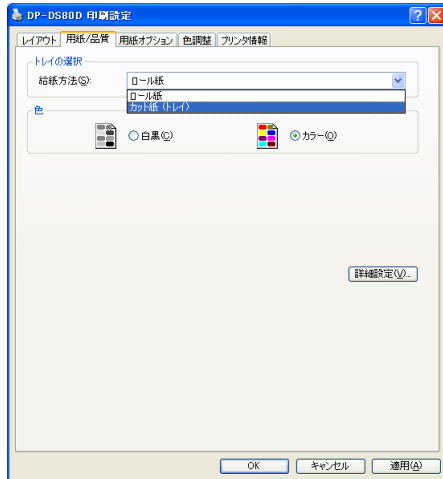 DP-DS80D 印刷設定
レイアウト 用紙/品質 用紙オプション 色調整 プリンタ情報
トレイの選択
給紙方法(S): ロール紙
ロール紙
カット紙 (トレイ)
色
白黒(C) カラー(O)
詳細設定(V)...
OK キャンセル 適用(A)